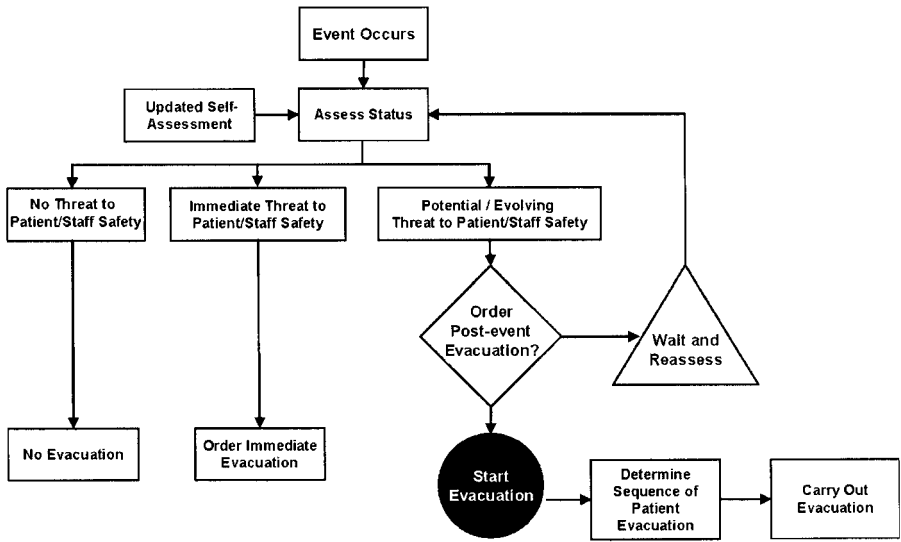 Event Occurs
Updated Self-
Assessment
Assess Status
No Threat to
Patient/Staff Safety
Immediate Threat to
Patient/Staff Safety
Potential / Evolving
Threat to Patient/Staff Safety
Order
Post-event
Evacuation?
Wait and
Reassess
No Evacuation
Order Immediate
Evacuation
Start
Evacuation
Determine
Sequence of
Patient
Evacuation
Carry Out
Evacuation